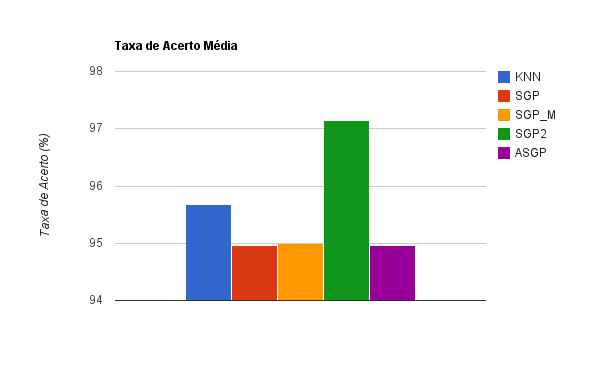 Taxa de Acerto Média
98
97
96
95
94
Taxa de Acerto (%)
KNN
SGP
SGP_M
SGP2
ASGP